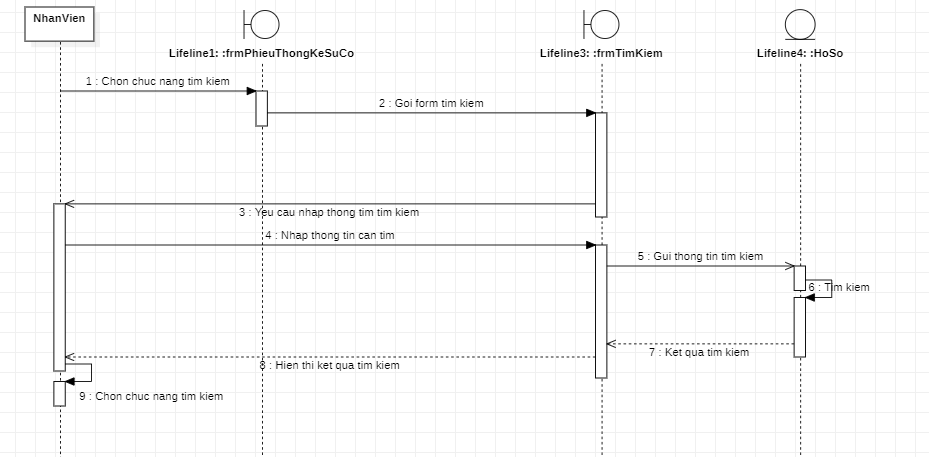 NhanVien
Lifeline1: :frmPhieuThongKeSuCo
Lifeline3: :frmTimKiem
Lifeline4: :HoSo
1 : Chon chuc nang tim kiem
2 : Goi form tim kiem
3 : Yeu cau nhap thong tim tim kiem
4 : Nhap thong tin can tim
5 : Gui thong tin tim kiem
6 : Tim kiem
7 : Ket qua tim kiem
8 : Hien thi ket qua tim kiem
9 : Chon chuc nang tim kiem